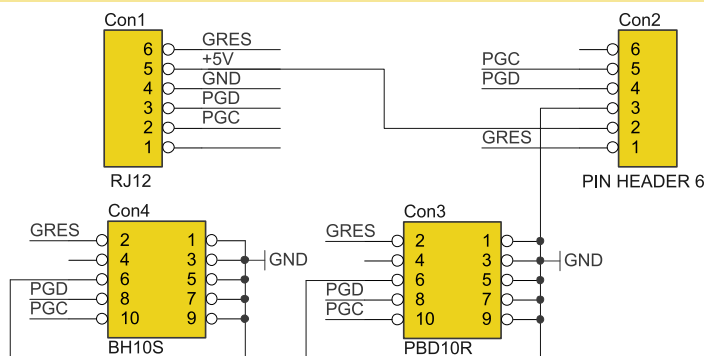 Con1
6 GRES
5 +5V
4 GND
3 PGD
2 PGC
1
RJ12
Con2
6
PGC 5
PGD 4
3
2
GRES 1
PIN HEADER 6
Con4
GRES 2 1
4 3 GND
6 5
PGD 8 7
PGC 10 9
BH10S
Con3
GRES 2 1
4 3 GND
6 5
PGD 8 7
PGC 10 9
PBD10R